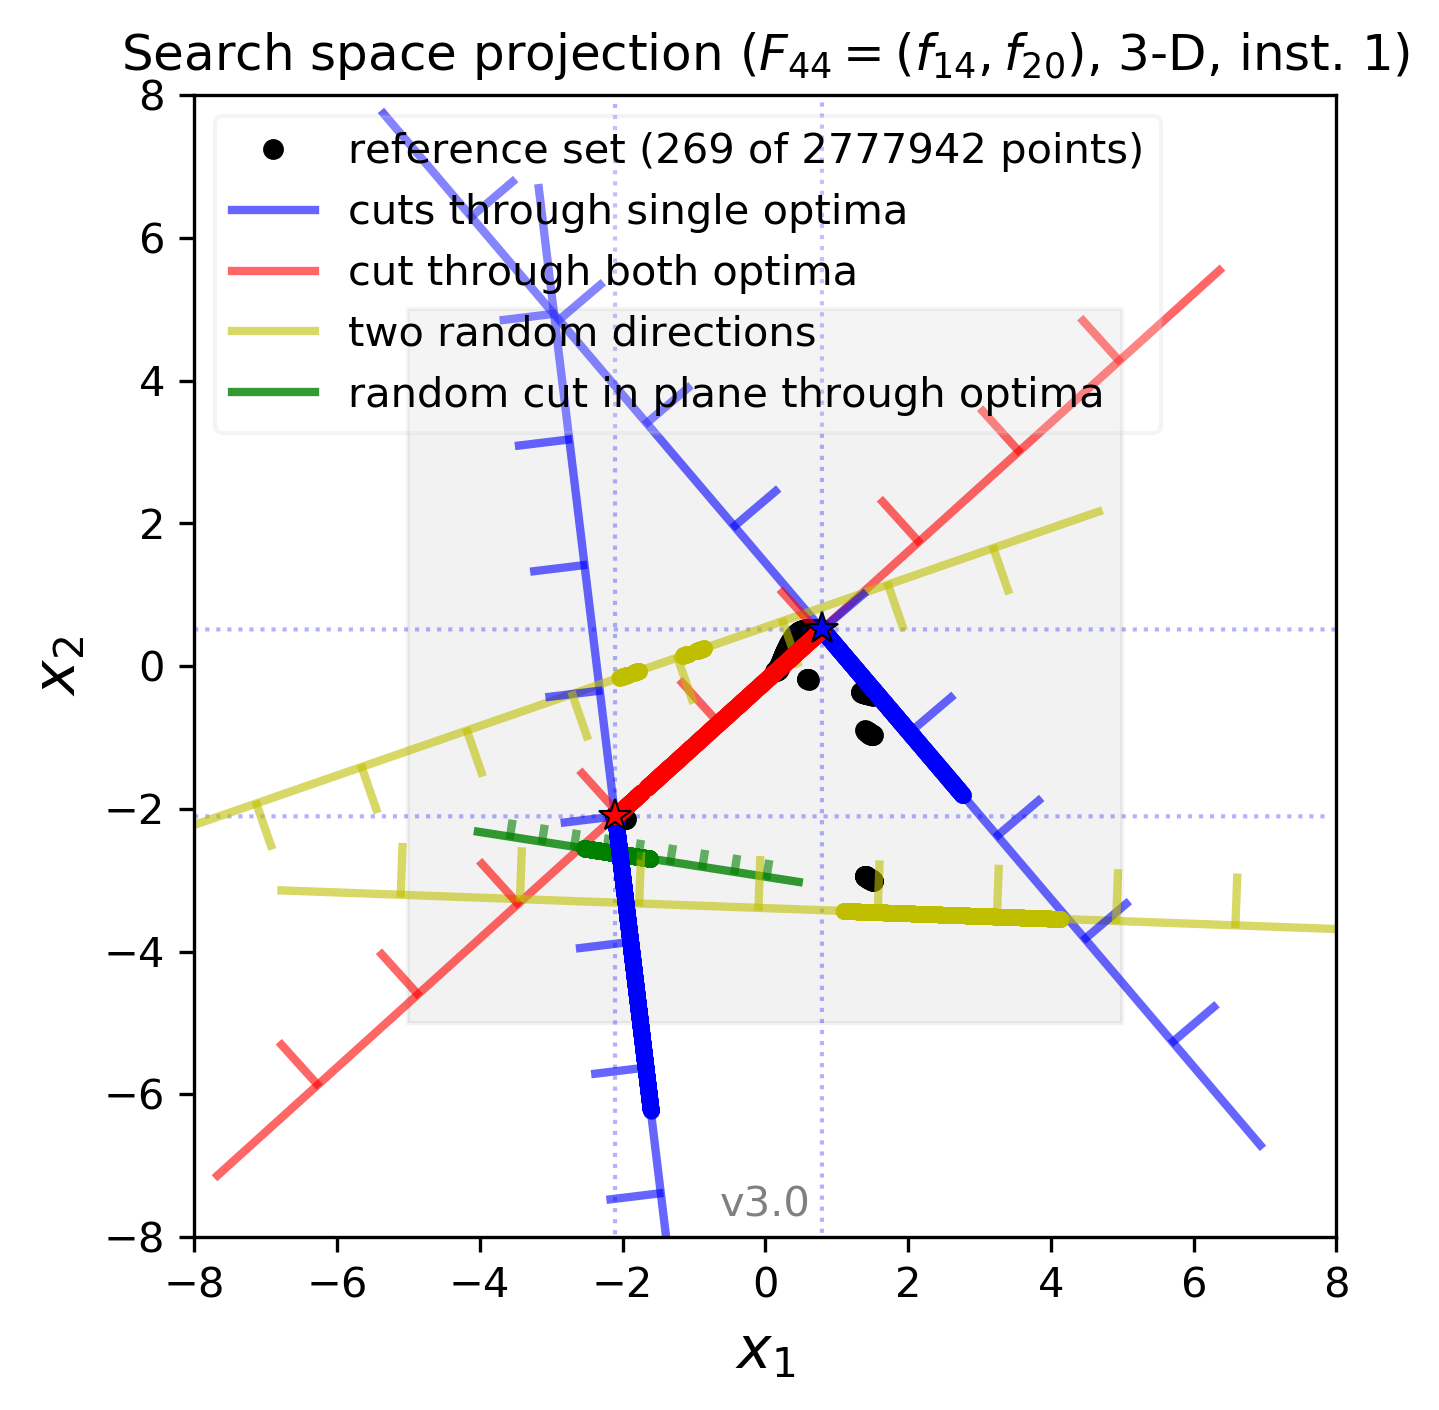 Search space projection (F₄₄ = (f₁₄, f₂₀), 3-D, inst. 1)
reference set (269 of 2777942 points)
cuts through single optima
cut through both optima
two random directions
random cut in plane through optima
8
6
4
2
0
−2
−4
−6
−8
x₂
v3.0
−8 −6 −4 −2 0 2 4 6 8
x₁